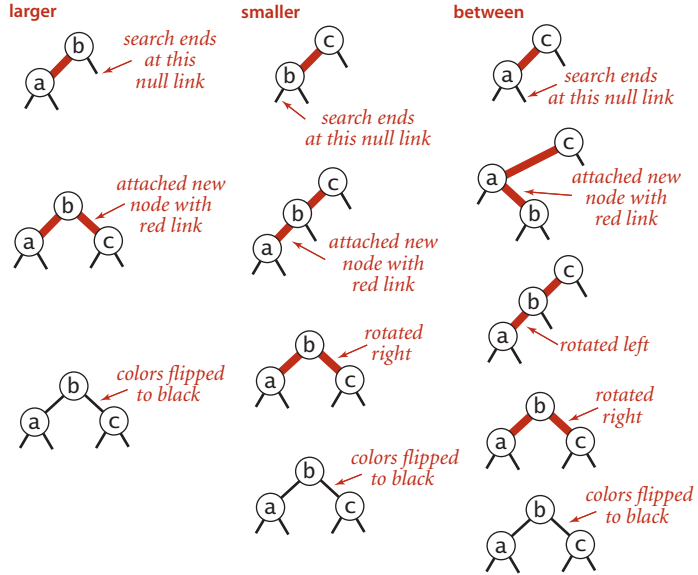 larger
b
a
search ends
at this
null link
b
a
c
attached new
node with
red link
b
a
c
colors flipped
to black
smaller
c
b
search ends
at this null link
c
b
a
attached new
node with
red link
b
a
c
rotated
right
b
a
c
colors flipped
to black
between
c
a
search ends
at this null link
c
a
b
attached new
node with
red link
c
b
a
rotated left
b
a
c
rotated
right
b
a
c
colors flipped
to black